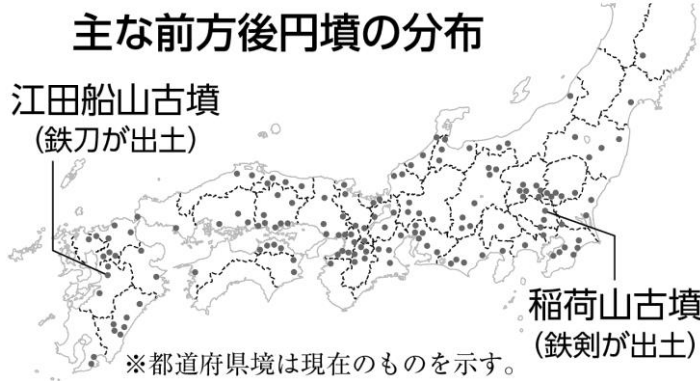 主な前方後円墳の分布
江田船山古墳
(鉄刀が出土)
稲荷山古墳
(鉄剣が出土)
※都道府県境は現在のものを示す。